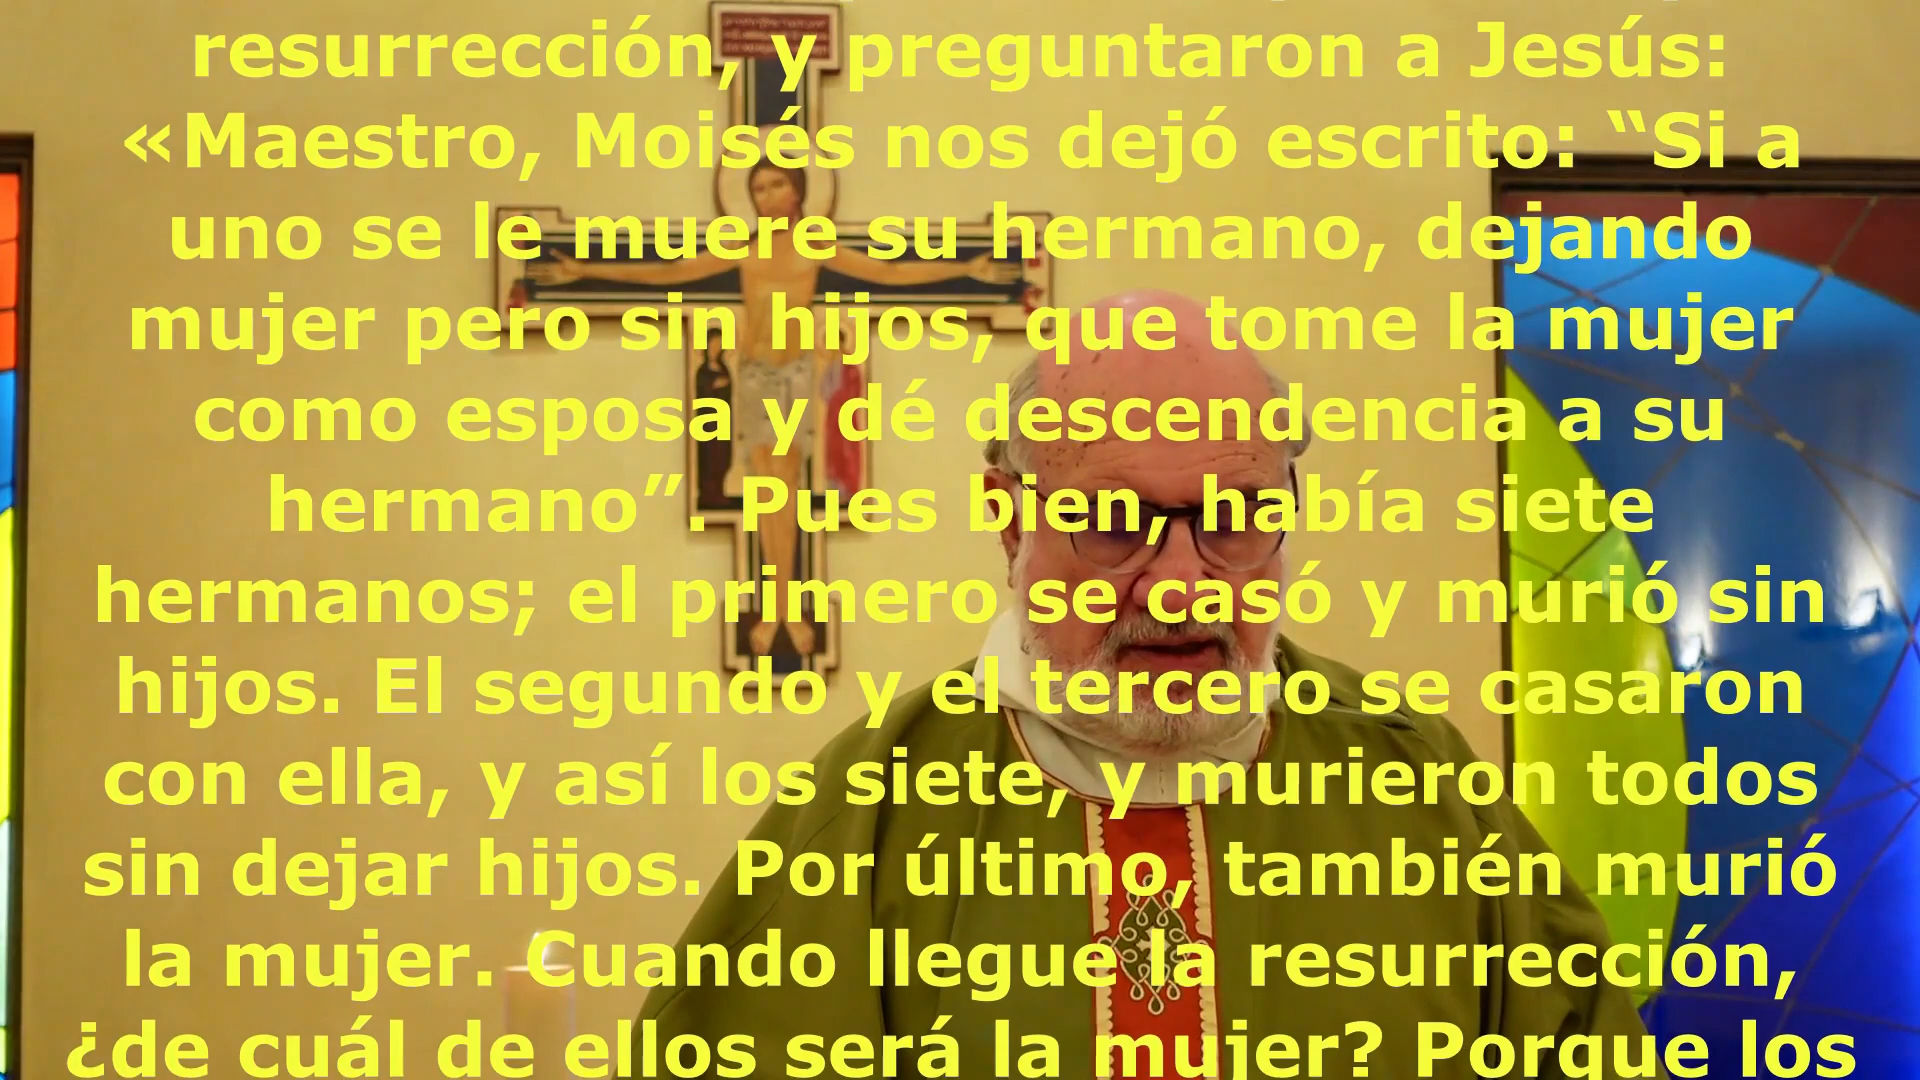 resurrección, y preguntaron a Jesús:
«Maestro, Moisés nos dejó escrito: “Si a
uno se le muere su hermano, dejando
mujer pero sin hijos, que tome la mujer
como esposa y dé descendencia a su
hermano”. Pues bien, había siete
hermanos; el primero se casó y murió sin
hijos. El segundo y el tercero se casaron
con ella, y así los siete, y murieron todos
sin dejar hijos. Por último, también murió
la mujer. Cuando llegue la resurrección,
¿de cuál de ellos será la mujer? Porque los